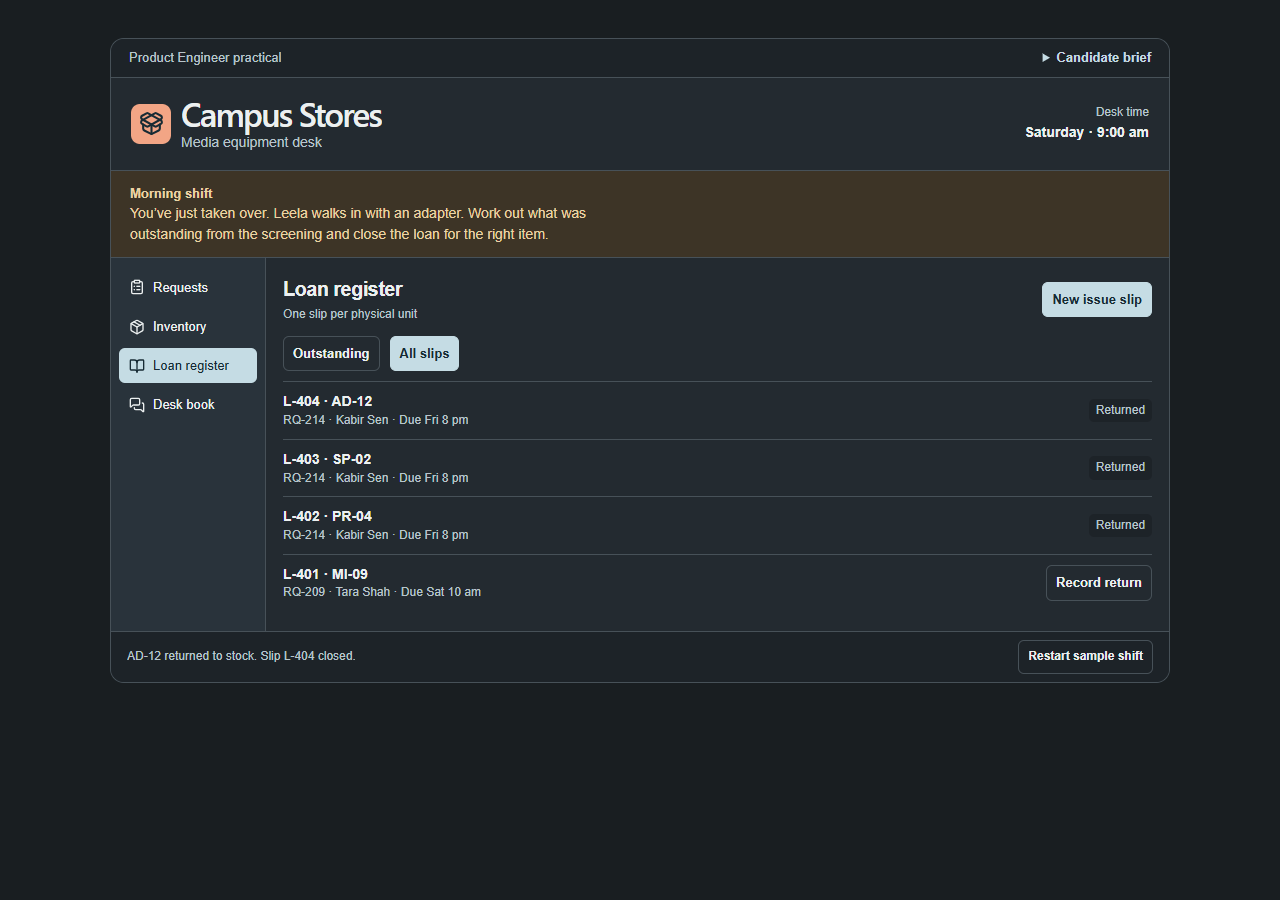 Product Engineer practical
Candidate brief
Campus Stores
Media equipment desk
Desk time
Saturday · 9:00 am
Morning shift
You’ve just taken over. Leela walks in with an adapter. Work out what was
outstanding from the screening and close the loan for the right item.
Requests
Inventory
Loan register
Desk book
Loan register
One slip per physical unit
New issue slip
Outstanding
All slips
L-404 · AD-12
RQ-214 · Kabir Sen · Due Fri 8 pm
Returned
L-403 · SP-02
RQ-214 · Kabir Sen · Due Fri 8 pm
Returned
L-402 · PR-04
RQ-214 · Kabir Sen · Due Fri 8 pm
Returned
L-401 · MI-09
RQ-209 · Tara Shah · Due Sat 10 am
Record return
AD-12 returned to stock. Slip L-404 closed.
Restart sample shift